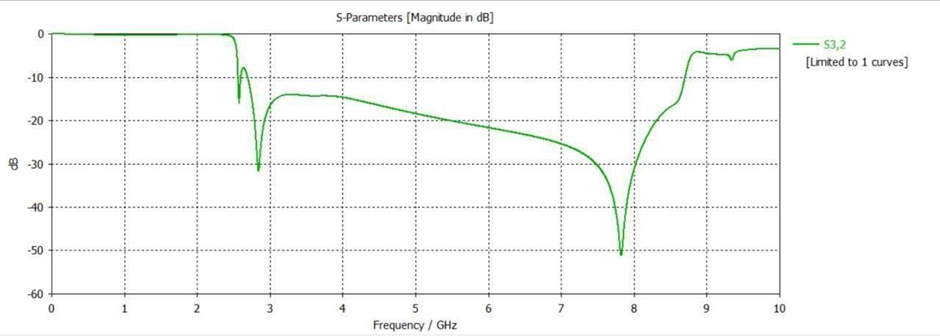 S-Parameters [Magnitude in dB]
0
-10
-20
-30
-40
-50
-60
dB
0 1 2 3 4 5 6 7 8 9 10
Frequency / GHz
S3,2
[Limited to 1 curves]